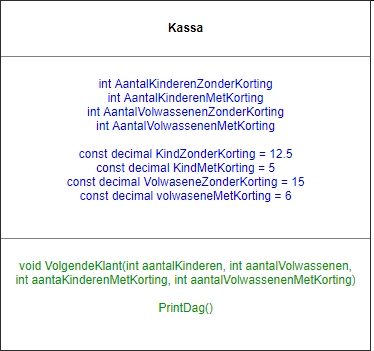 Kassa
int AantalKinderenZonderKorting
int AantalKinderenMetKorting
int AantalVolwassenenZonderKorting
int AantalVolwassenenMetKorting
const decimal KindZonderKorting = 12.5
const decimal KindMetKorting = 5
const decimal VolwaseneZonderKorting = 15
const decimal volwaseneMetKorting = 6
void VolgendeKlant(int aantalKinderen, int aantalVolwassenen,
int aantaKinderenMetKorting, int aantalVolwassenenMetKorting)
PrintDag()